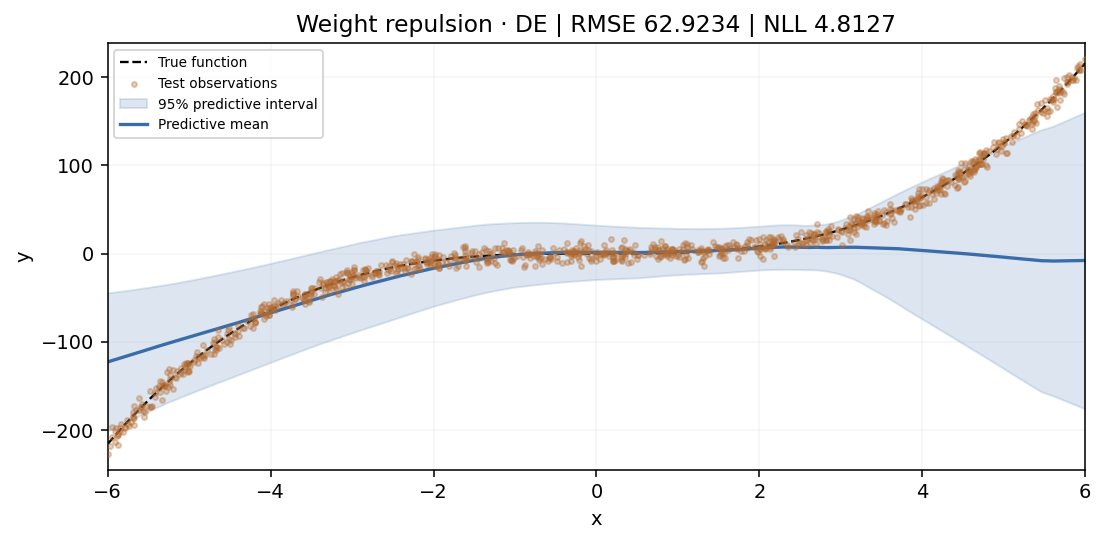 Weight repulsion · DE | RMSE 62.9234 | NLL 4.8127
True function
Test observations
95% predictive interval
Predictive mean
y
200
100
0
−100
−200
−6
−4
−2
0
2
4
6
x